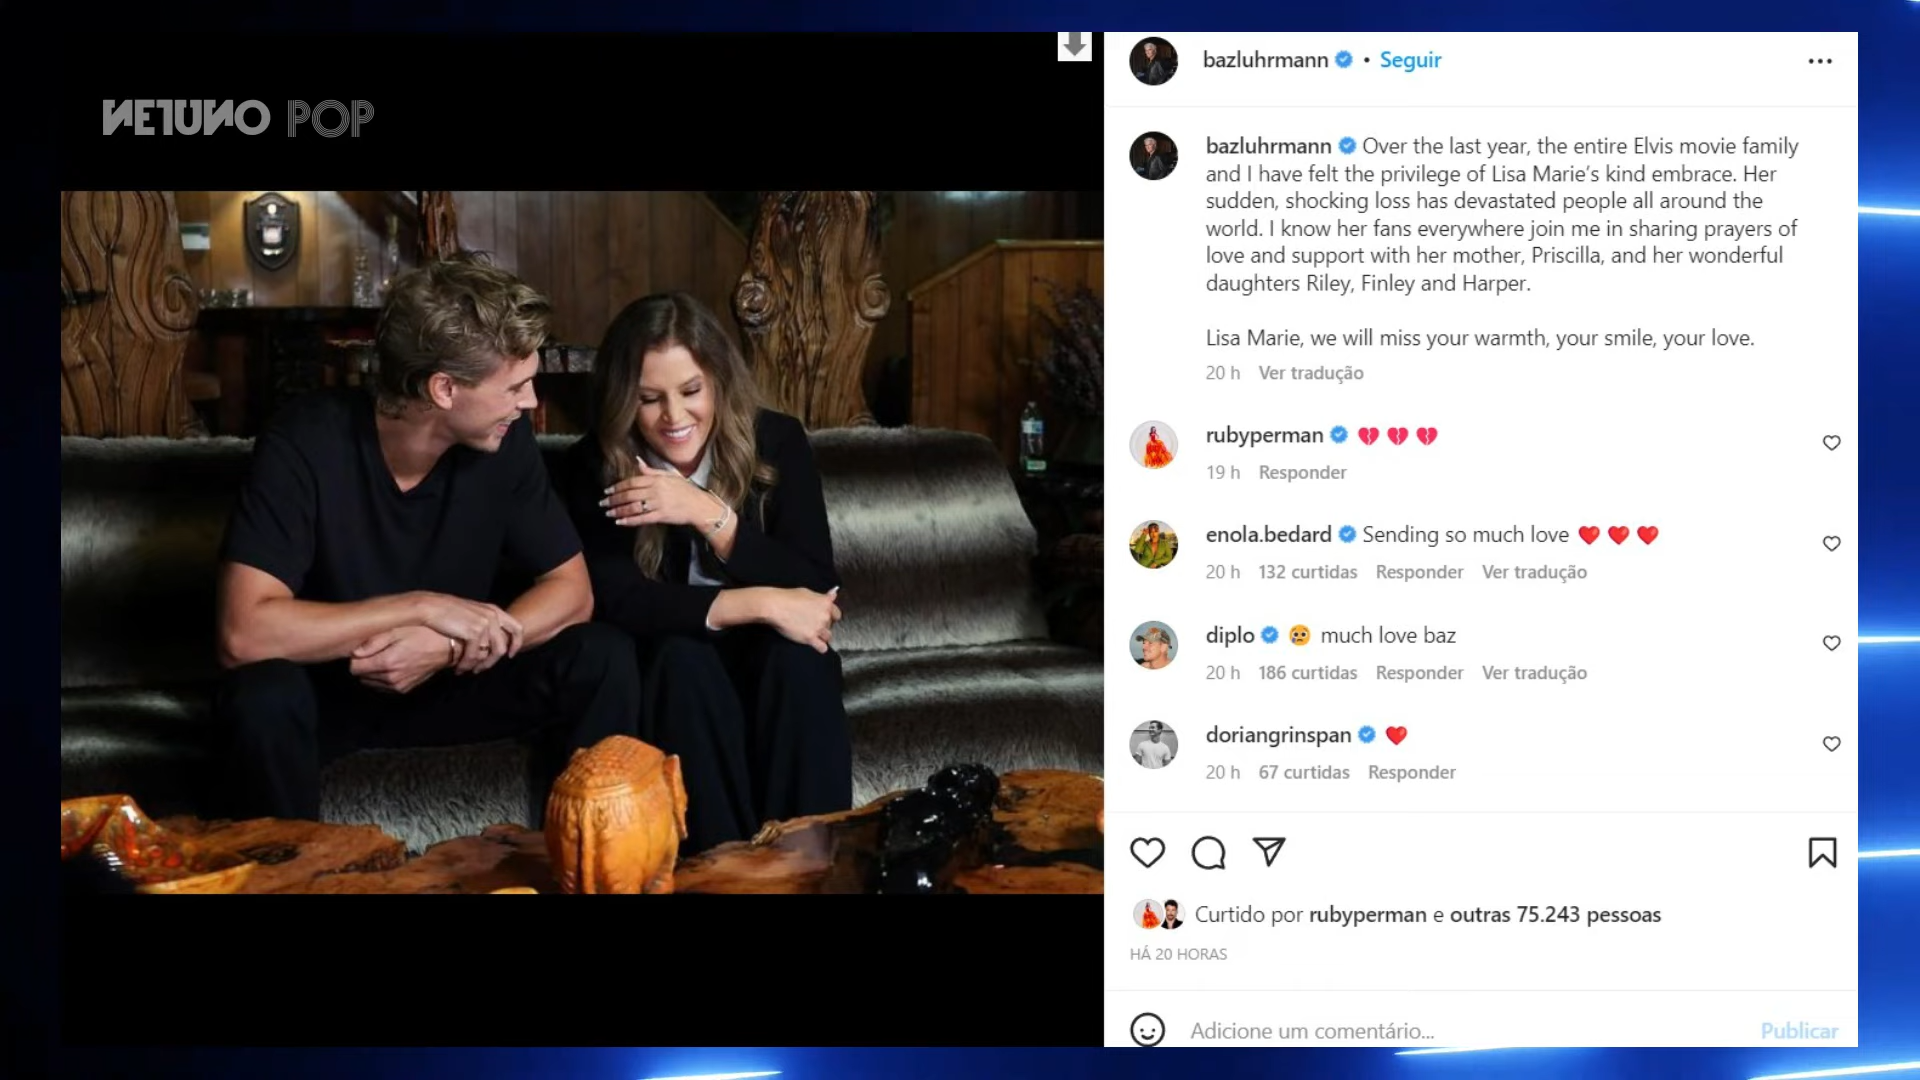 NETUNO POP
bazluhrmann • Seguir
bazluhrmann Over the last year, the entire Elvis movie family
and I have felt the privilege of Lisa Marie’s kind embrace. Her
sudden, shocking loss has devastated people all around the
world. I know her fans everywhere join me in sharing prayers of
love and support with her mother, Priscilla, and her wonderful
daughters Riley, Finley and Harper.
Lisa Marie, we will miss your warmth, your smile, your love.
20 h Ver tradução
rubyperman 💔 💔 💔
19 h Responder
enola.bedard Sending so much love ❤️ ❤️ ❤️
20 h 132 curtidas Responder Ver tradução
diplo 😢 much love baz
20 h 186 curtidas Responder Ver tradução
doriangrinspan ❤️
20 h 67 curtidas Responder
Curtido por rubyperman e outras 75.243 pessoas
HÁ 20 HORAS
Adicione um comentário... Publicar